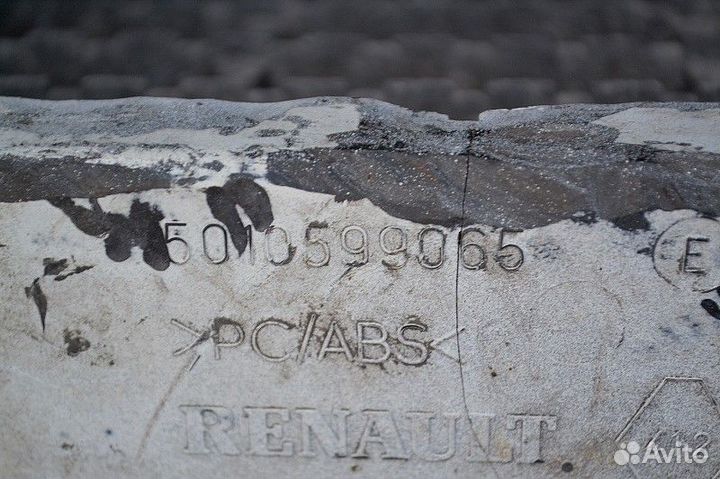 5010599065
E
>PC/ABS<
RENAULT
Avito